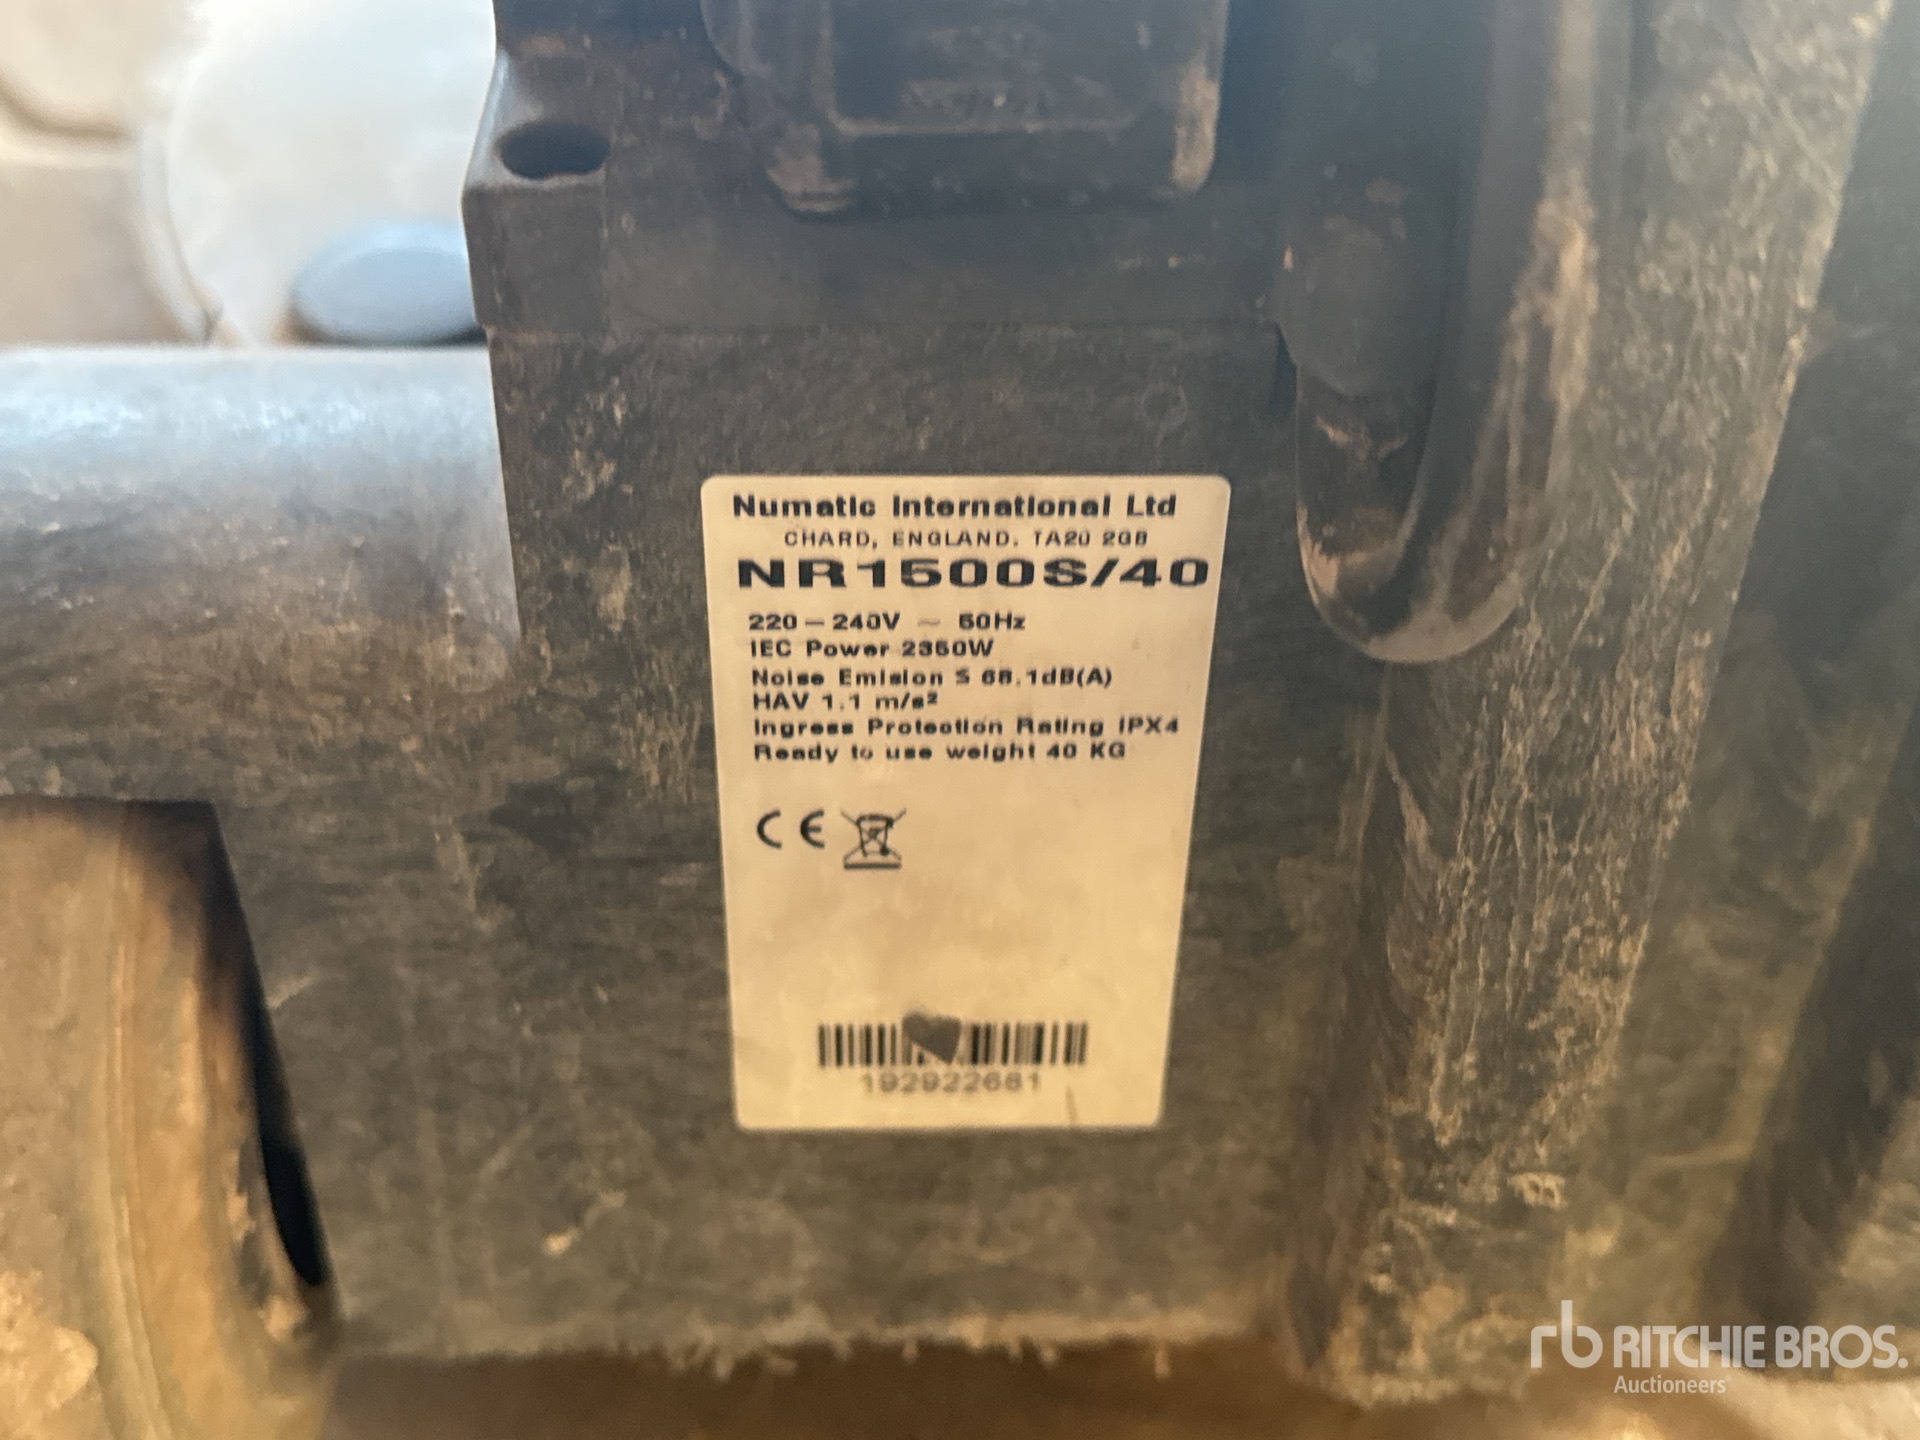 Numatic International Ltd
CHARD, ENGLAND. TA20 2GB
NR1500S/40
220 – 240V ~ 50Hz
IEC Power 2350W
Noise Emision S 68.1dB(A)
HAV 1.1 m/s²
Ingress Protection Rating IPX4
Ready to use weight 40 KG
CE
192922681
rb RITCHIE BROS.
Auctioneers